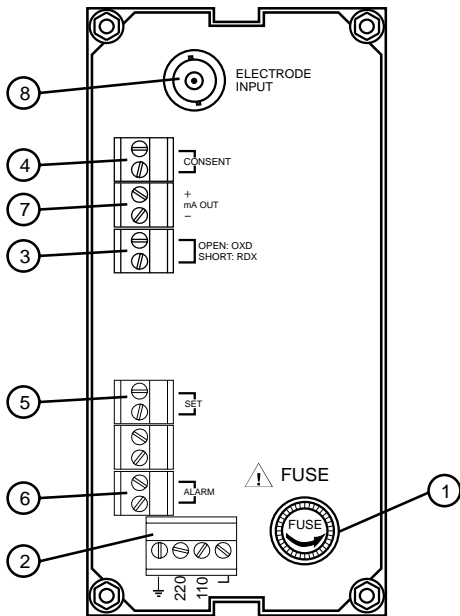 8
ELECTRODE
INPUT
4
CONSENT
7
+
mA OUT
−
3
OPEN: OXD
SHORT: RDX
5
SET
6
ALARM
! FUSE
1
FUSE
2
220
110
L